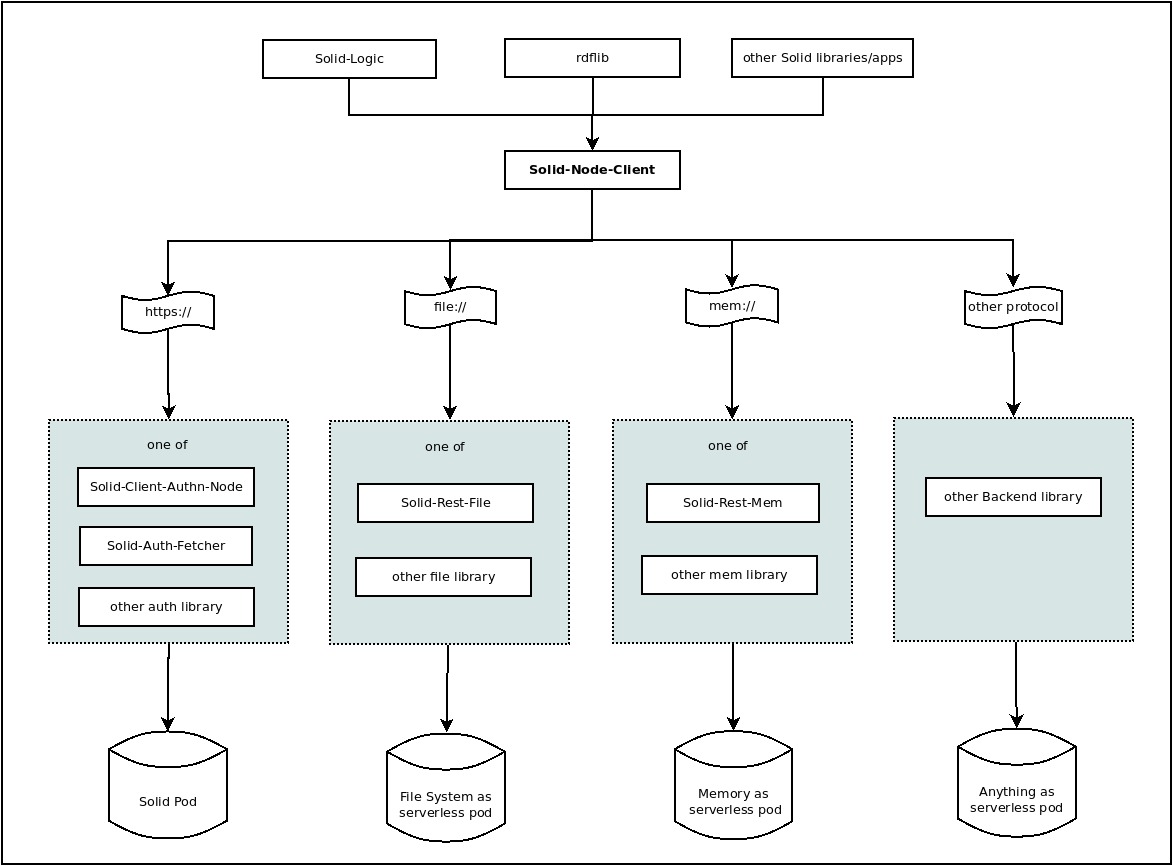 Solid-Logic
rdflib
other Solid libraries/apps
Solid-Node-Client
https://
file://
mem://
other protocol
one of
Solid-Client-Authn-Node
Solid-Auth-Fetcher
other auth library
one of
Solid-Rest-File
other file library
one of
Solid-Rest-Mem
other mem library
other Backend library
Solid Pod
File System as
serverless pod
Memory as
serverless pod
Anything as
serverless pod